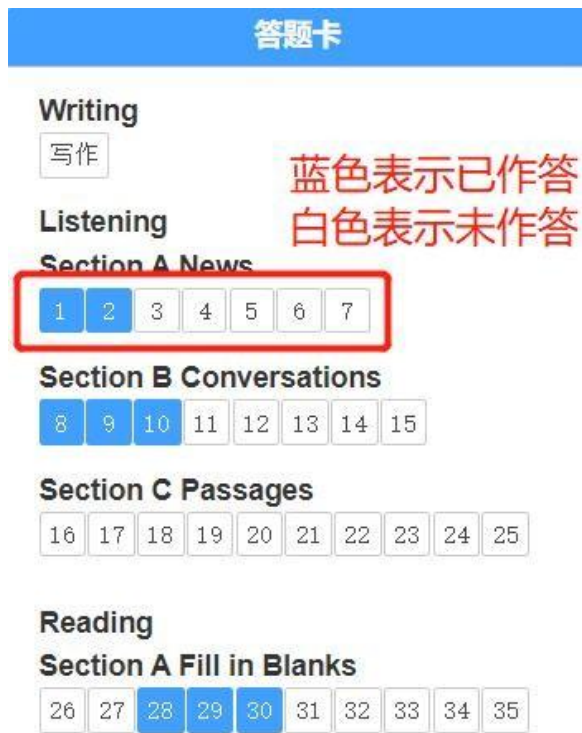 答题卡
Writing
写作
蓝色表示已作答
白色表示未作答
Listening
Section A News
1 2 3 4 5 6 7
Section B Conversations
8 9 10 11 12 13 14 15
Section C Passages
16 17 18 19 20 21 22 23 24 25
Reading
Section A Fill in Blanks
26 27 28 29 30 31 32 33 34 35